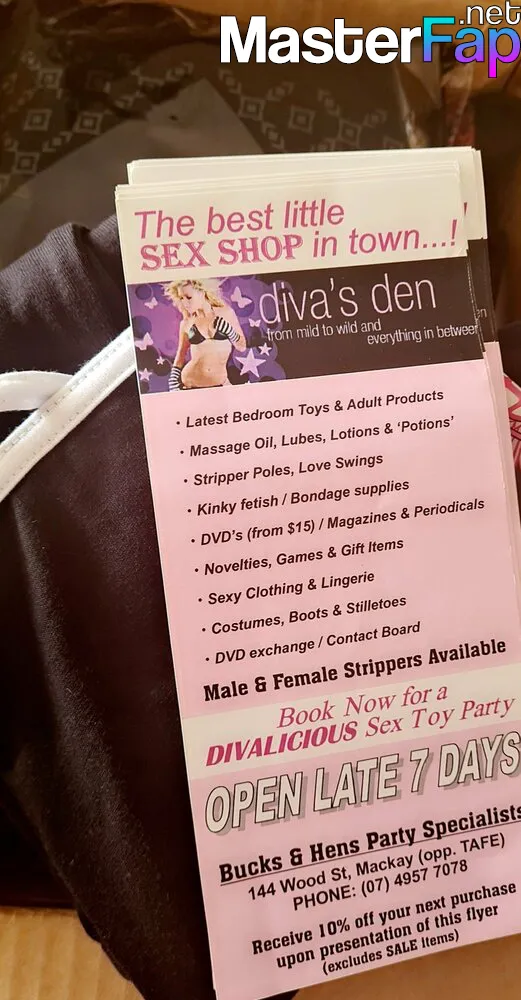 MasterFap
.net
The best little
SEX SHOP in town...!
diva's den
from mild to wild and
everything in between
• Latest Bedroom Toys & Adult Products
• Massage Oil, Lubes, Lotions & 'Potions'
• Stripper Poles, Love Swings
• Kinky fetish / Bondage supplies
• DVD's (from $15) / Magazines & Periodicals
• Novelties, Games & Gift Items
• Sexy Clothing & Lingerie
• Costumes, Boots & Stilletoes
• DVD exchange / Contact Board
Male & Female Strippers Available
Book Now for a
DIVALICIOUS Sex Toy Party
OPEN LATE 7 DAYS
Bucks & Hens Party Specialists
144 Wood St, Mackay (opp. TAFE)
PHONE: (07) 4957 7078
Receive 10% off your next purchase
upon presentation of this flyer
(excludes SALE Items)